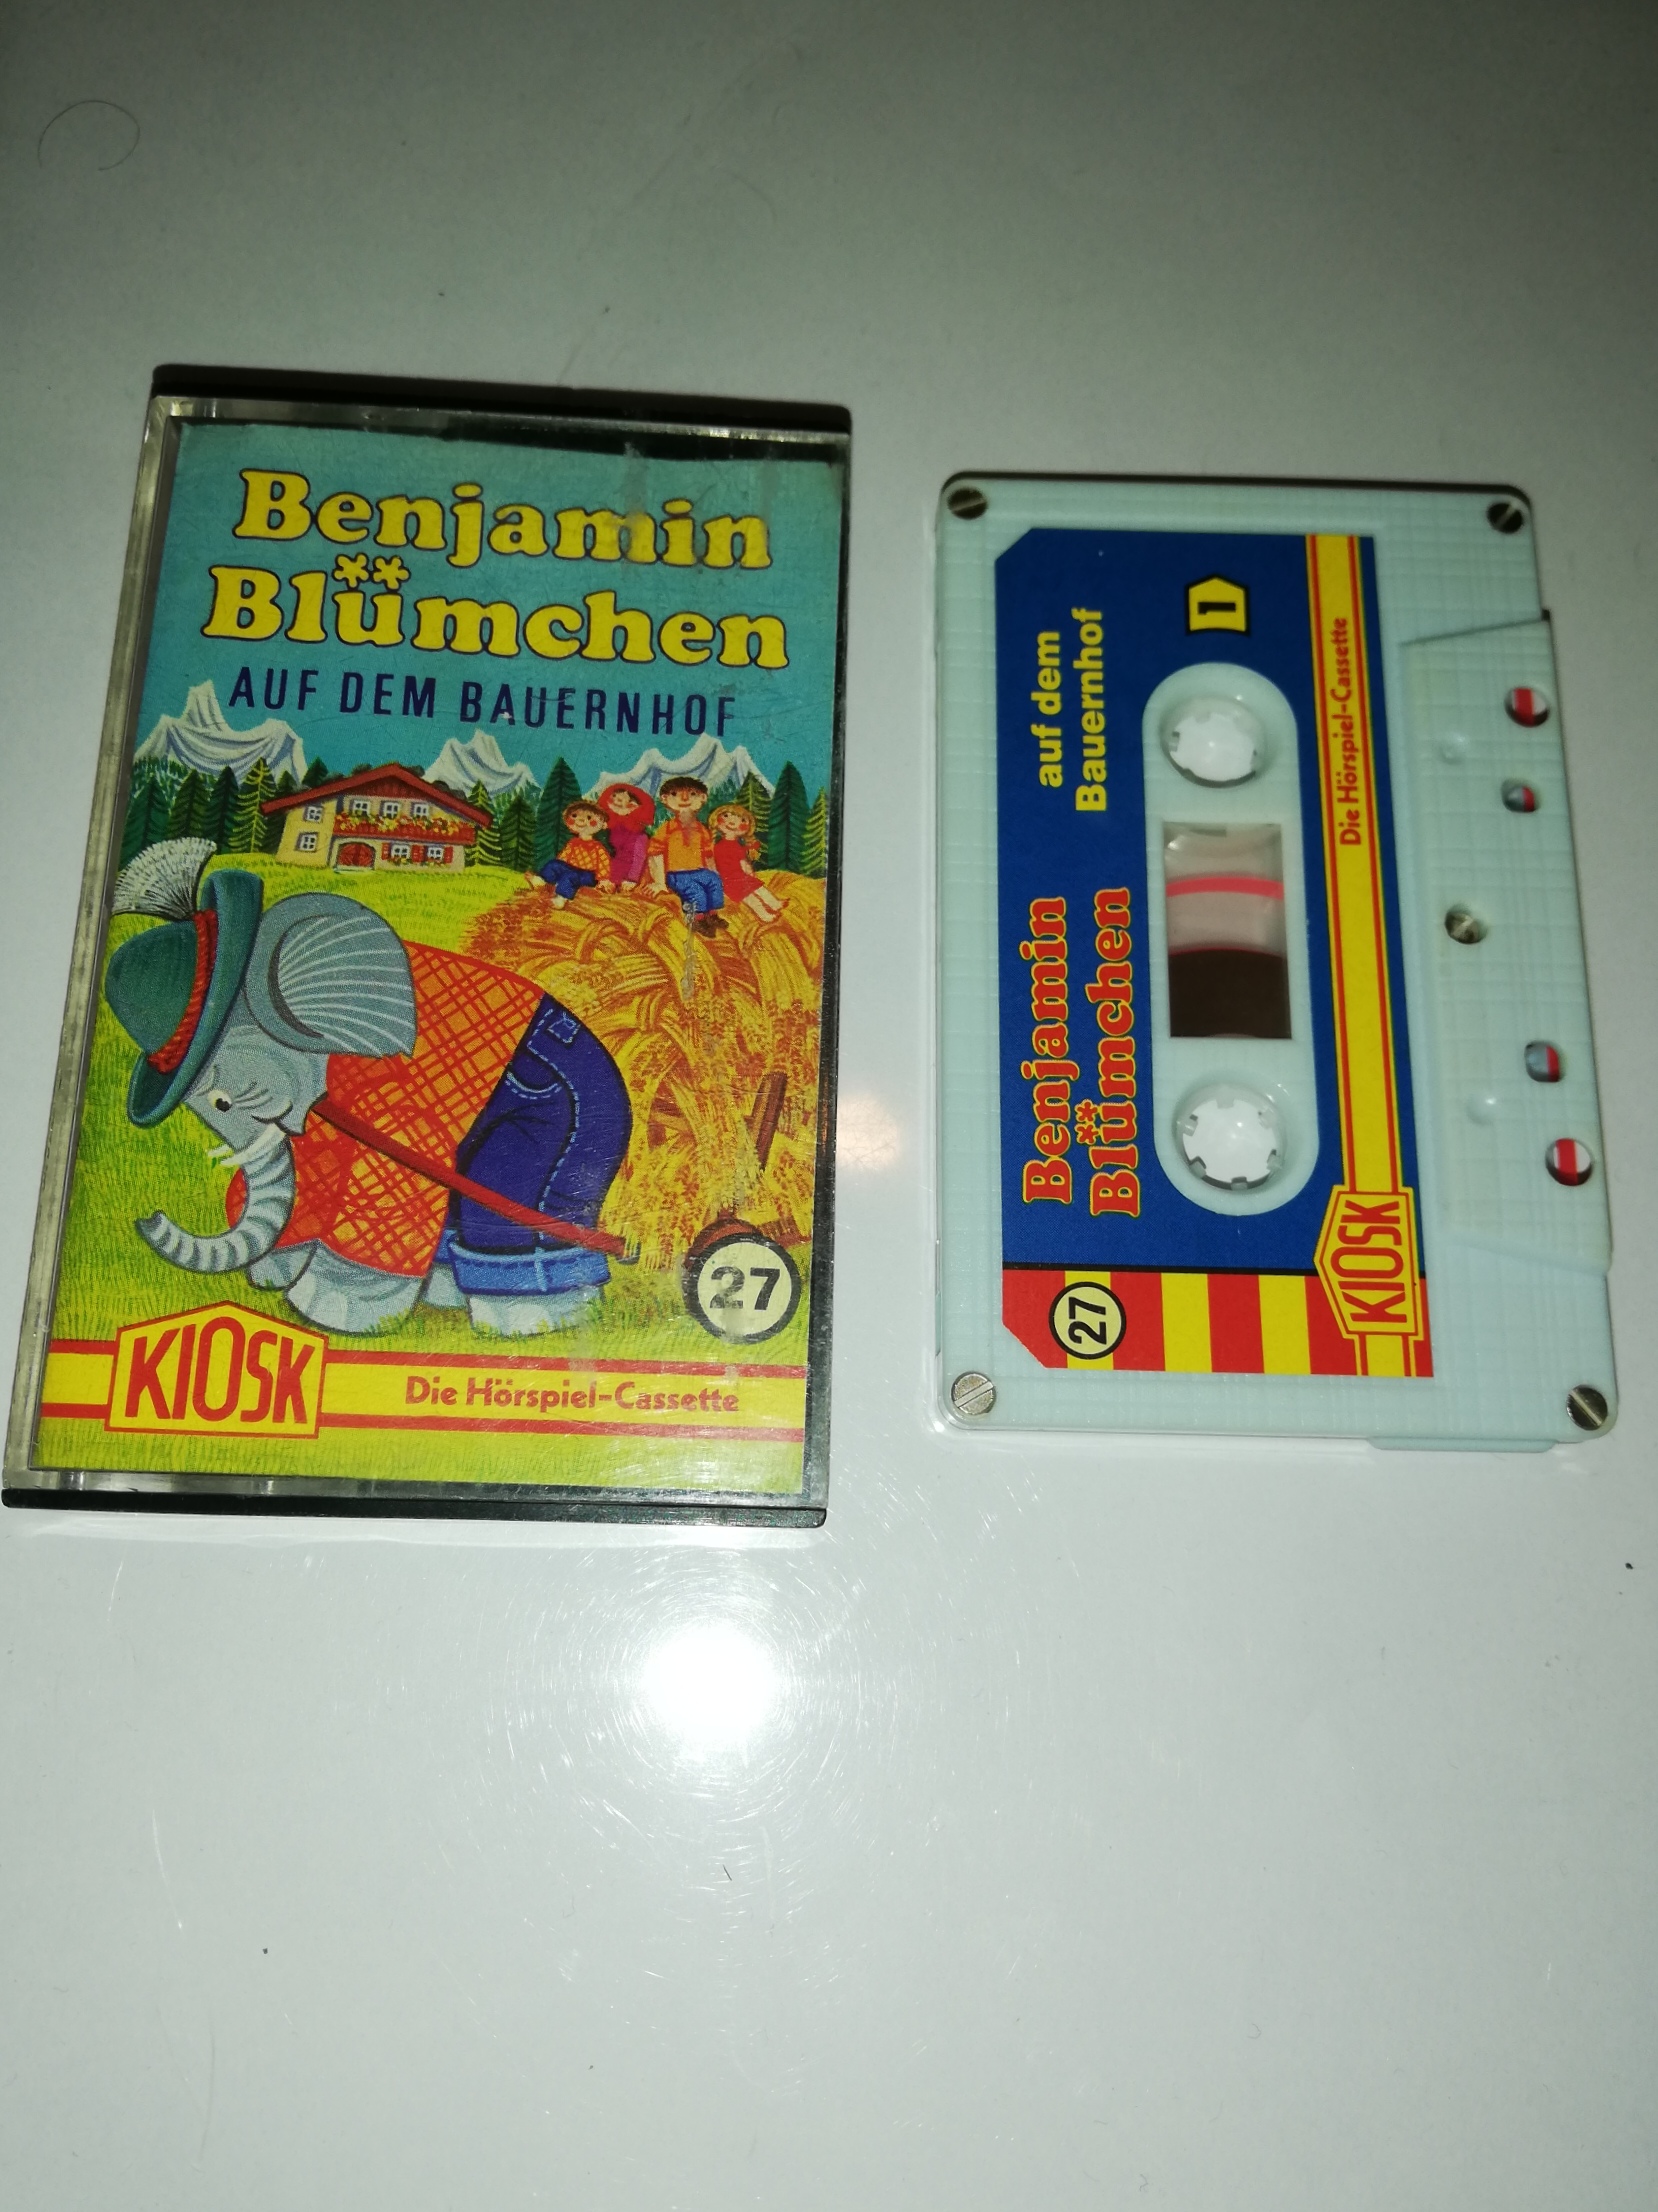 Benjamin
Blümchen
AUF DEM BAUERNHOF
27
KIOSK
Die Hörspiel-Cassette
Benjamin
Blümchen
auf dem
Bauernhof
1
27
KIOSK
Die Hörspiel-Cassette